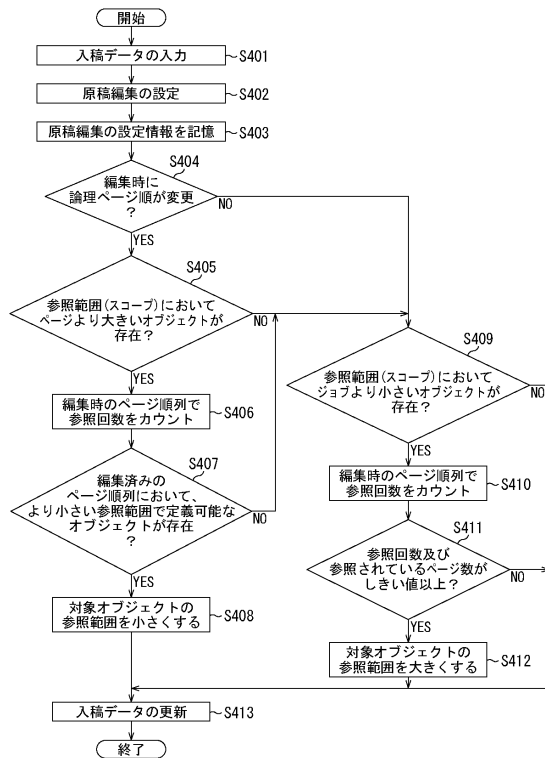 開始
入稿データの入力
S401
原稿編集の設定
S402
原稿編集の設定情報を記憶
S403
S404
編集時に
論理ページ順が変更
?
NO
YES
S405
参照範囲(スコープ)において
ページより大きいオブジェクトが
存在?
NO
YES
編集時のページ順列で
参照回数をカウント
S406
S407
編集済みの
ページ順列において、
より小さい参照範囲で定義可能な
オブジェクトが存在
?
NO
YES
対象オブジェクトの
参照範囲を小さくする
S408
S409
参照範囲(スコープ)において
ジョブより小さいオブジェクトが
存在?
NO
YES
編集時のページ順列で
参照回数をカウント
S410
S411
参照回数及び
参照されているページ数が
しきい値以上?
NO
YES
対象オブジェクトの
参照範囲を大きくする
S412
入稿データの更新
S413
終了